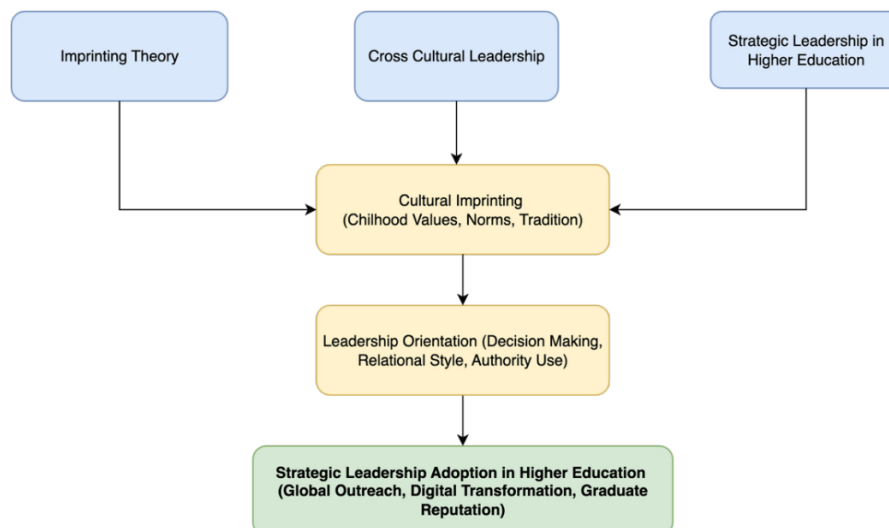 Imprinting Theory
Cross Cultural Leadership
Strategic Leadership in
Higher Education
Cultural Imprinting
(Chilhood Values, Norms, Tradition)
Leadership Orientation (Decision Making,
Relational Style, Authority Use)
Strategic Leadership Adoption in Higher Education
(Global Outreach, Digital Transformation, Graduate
Reputation)